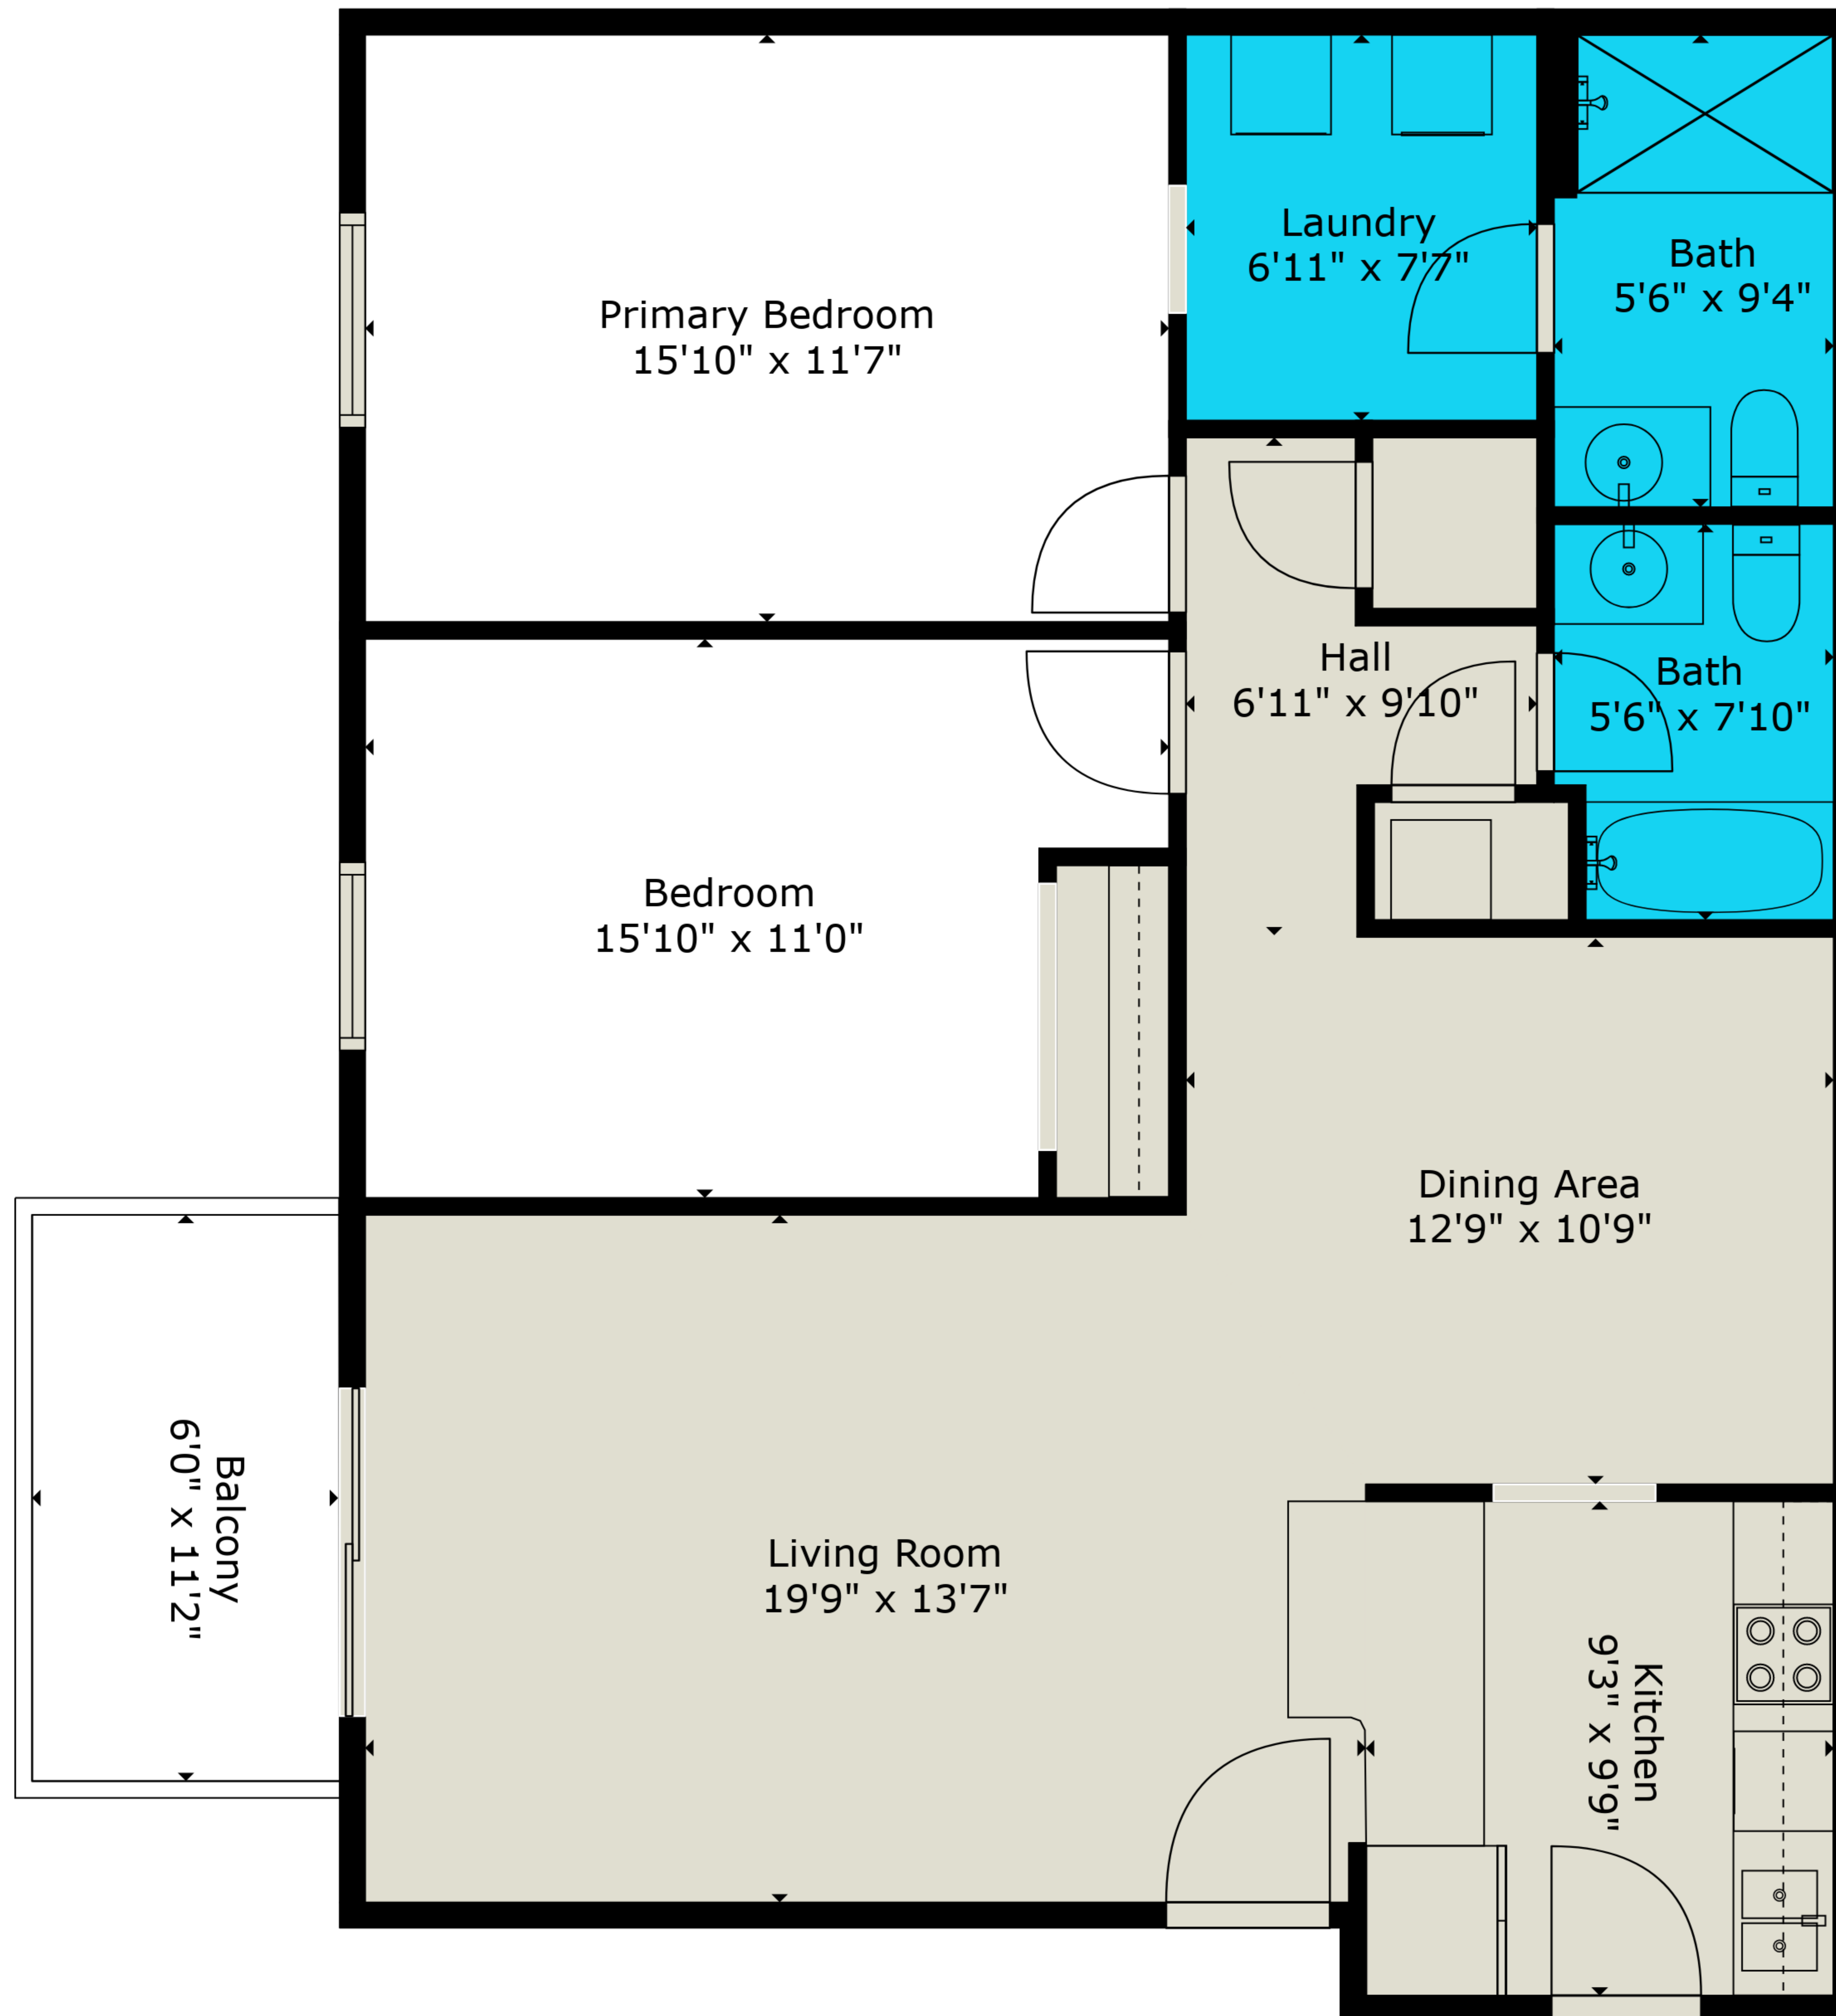 Primary Bedroom
15'10" x 11'7"
Laundry
6'11" x 7'7"
Bath
5'6" x 9'4"
Hall
6'11" x 9'10"
Bath
5'6" x 7'10"
Bedroom
15'10" x 11'0"
Dining Area
12'9" x 10'9"
Balcony
6'0" x 11'2"
Living Room
19'9" x 13'7"
Kitchen
9'3" x 9'9"